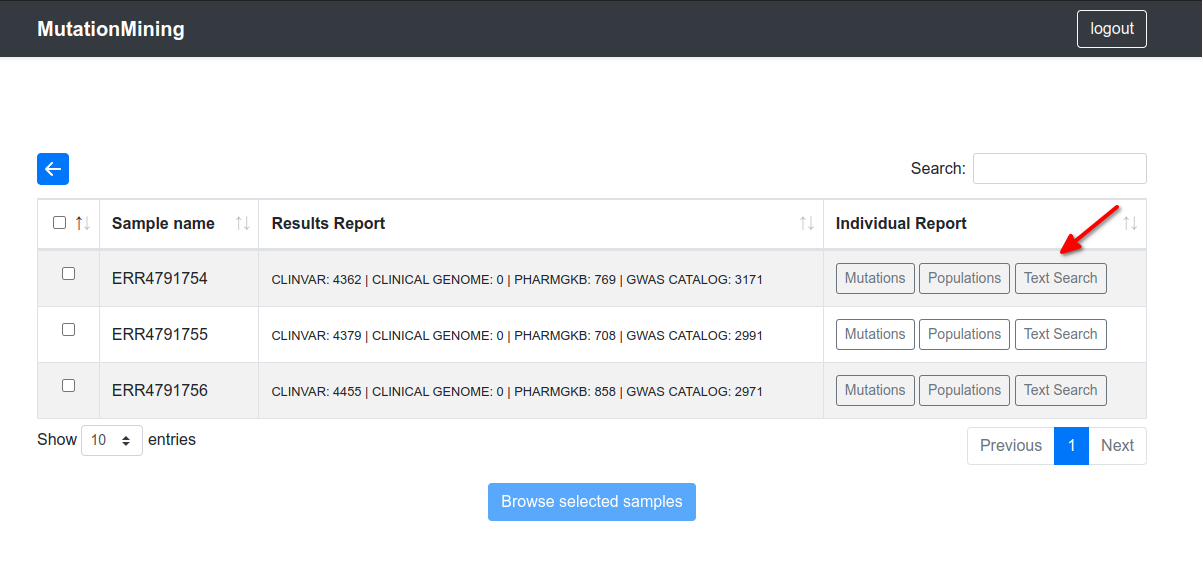 MutationMining logout
Search:
Sample name Results Report Individual Report
ERR4791754 CLINVAR: 4362 | CLINICAL GENOME: 0 | PHARMGKB: 769 | GWAS CATALOG: 3171 Mutations Populations Text Search
ERR4791755 CLINVAR: 4379 | CLINICAL GENOME: 0 | PHARMGKB: 708 | GWAS CATALOG: 2991 Mutations Populations Text Search
ERR4791756 CLINVAR: 4455 | CLINICAL GENOME: 0 | PHARMGKB: 858 | GWAS CATALOG: 2971 Mutations Populations Text Search
Show 10 entries Previous 1 Next
Browse selected samples